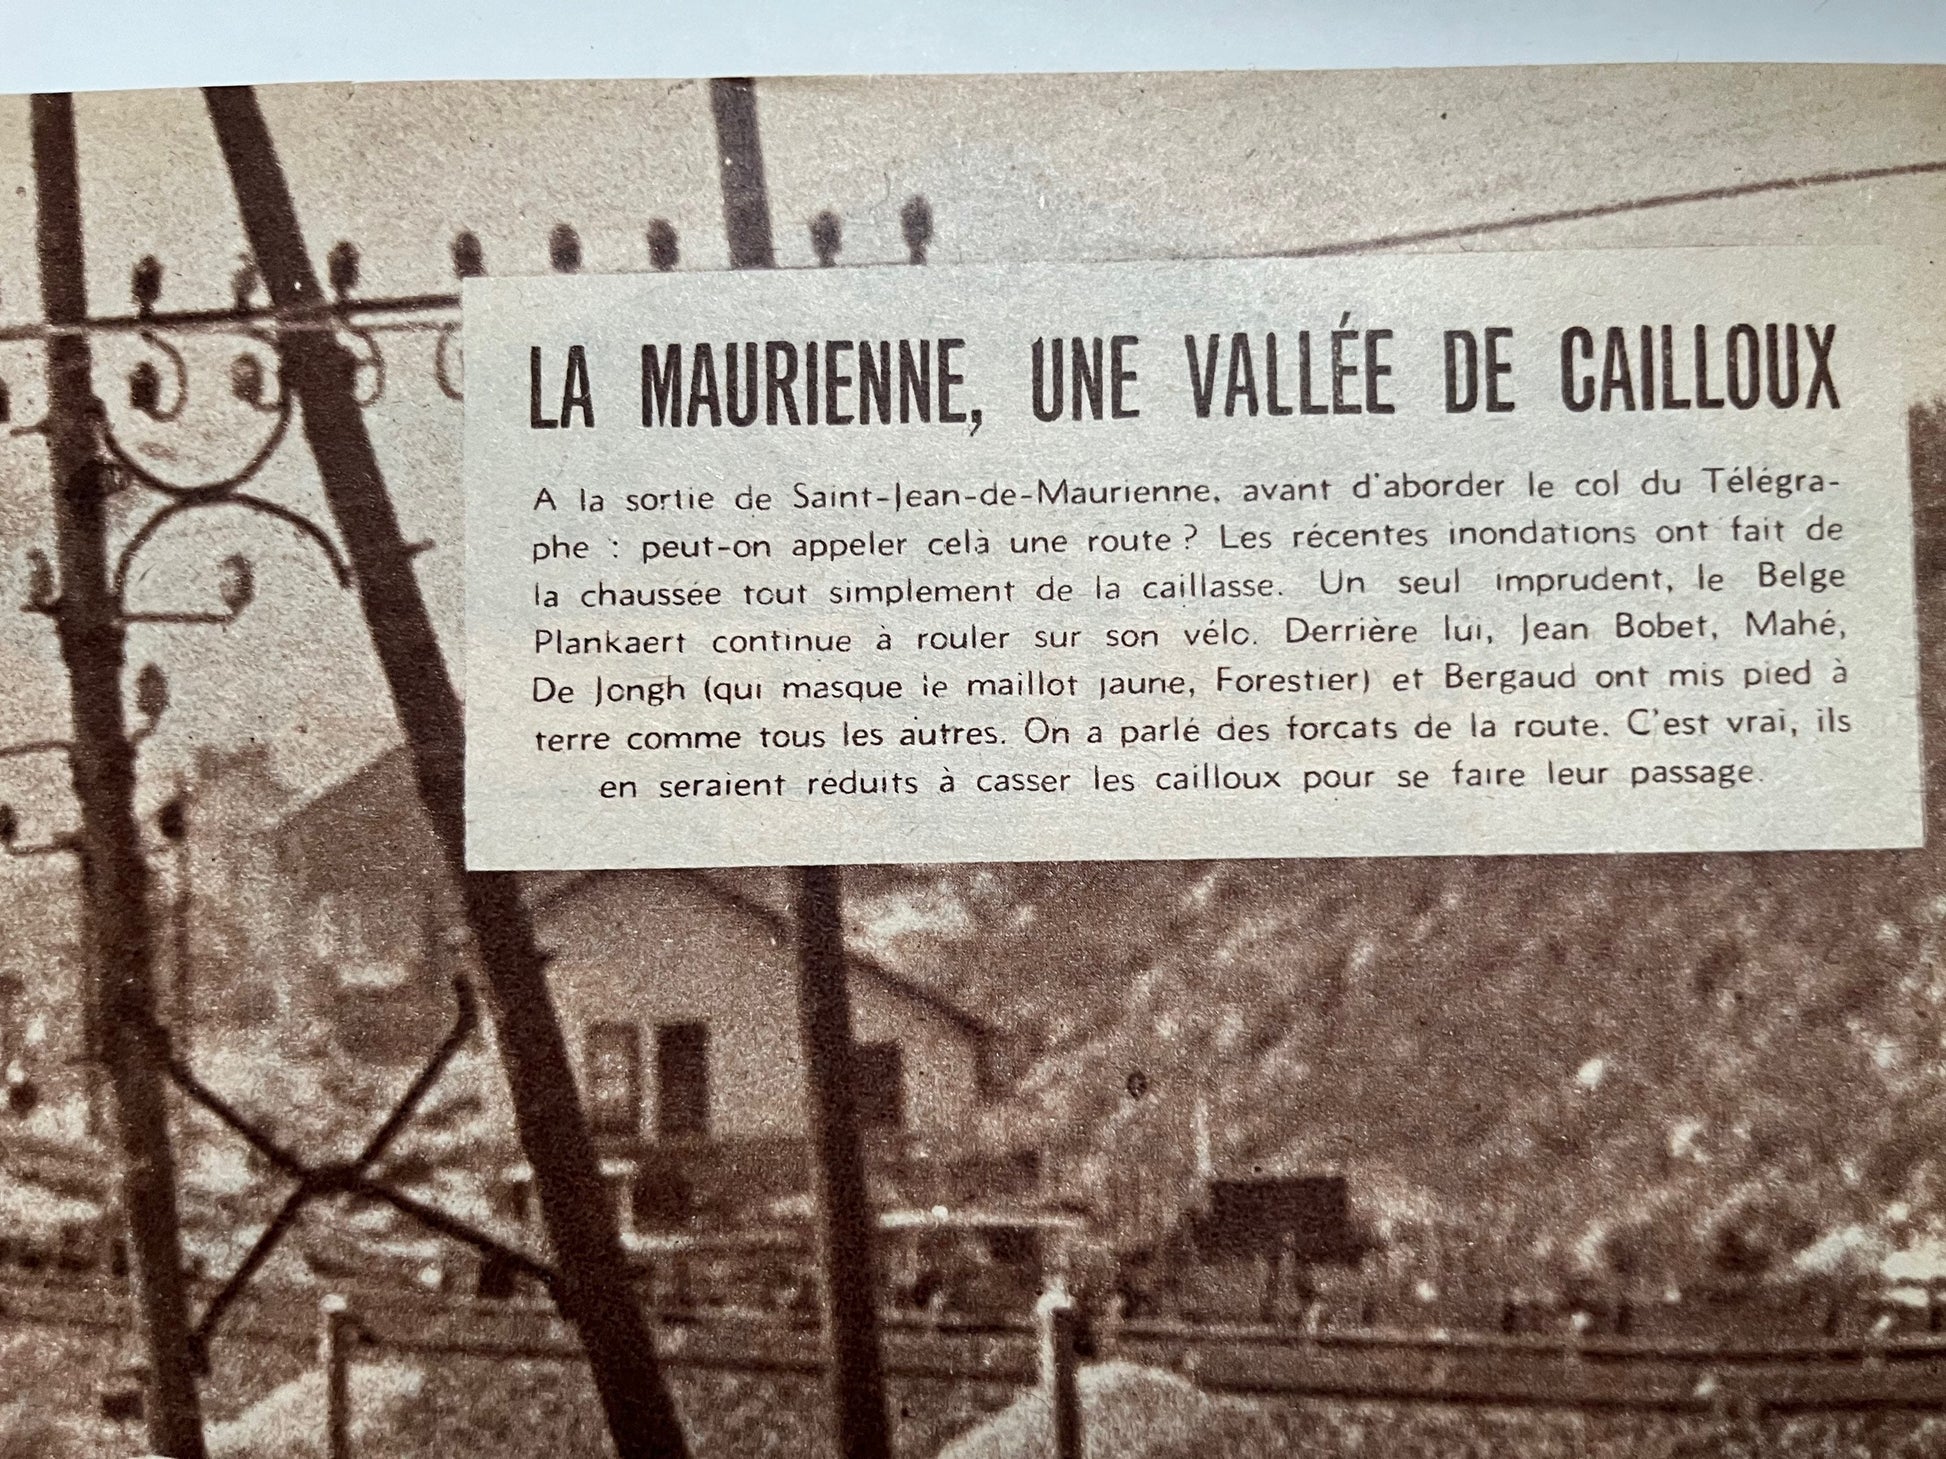 LA MAURIENNE, UNE VALLÉE DE CAILLOUX
A la sortie de Saint-Jean-de-Maurienne, avant d'aborder le col du Télégra-
phe : peut-on appeler celà une route ? Les récentes inondations ont fait de
la chaussée tout simplement de la caillasse. Un seul imprudent, le Belge
Plankaert continue à rouler sur son vélo. Derrière lui, Jean Bobet, Mahé,
De Jongh (qui masque le maillot jaune, Forestier) et Bergaud ont mis pied à
terre comme tous les autres. On a parlé des forçats de la route. C'est vrai, ils
en seraient réduits à casser les cailloux pour se faire leur passage.